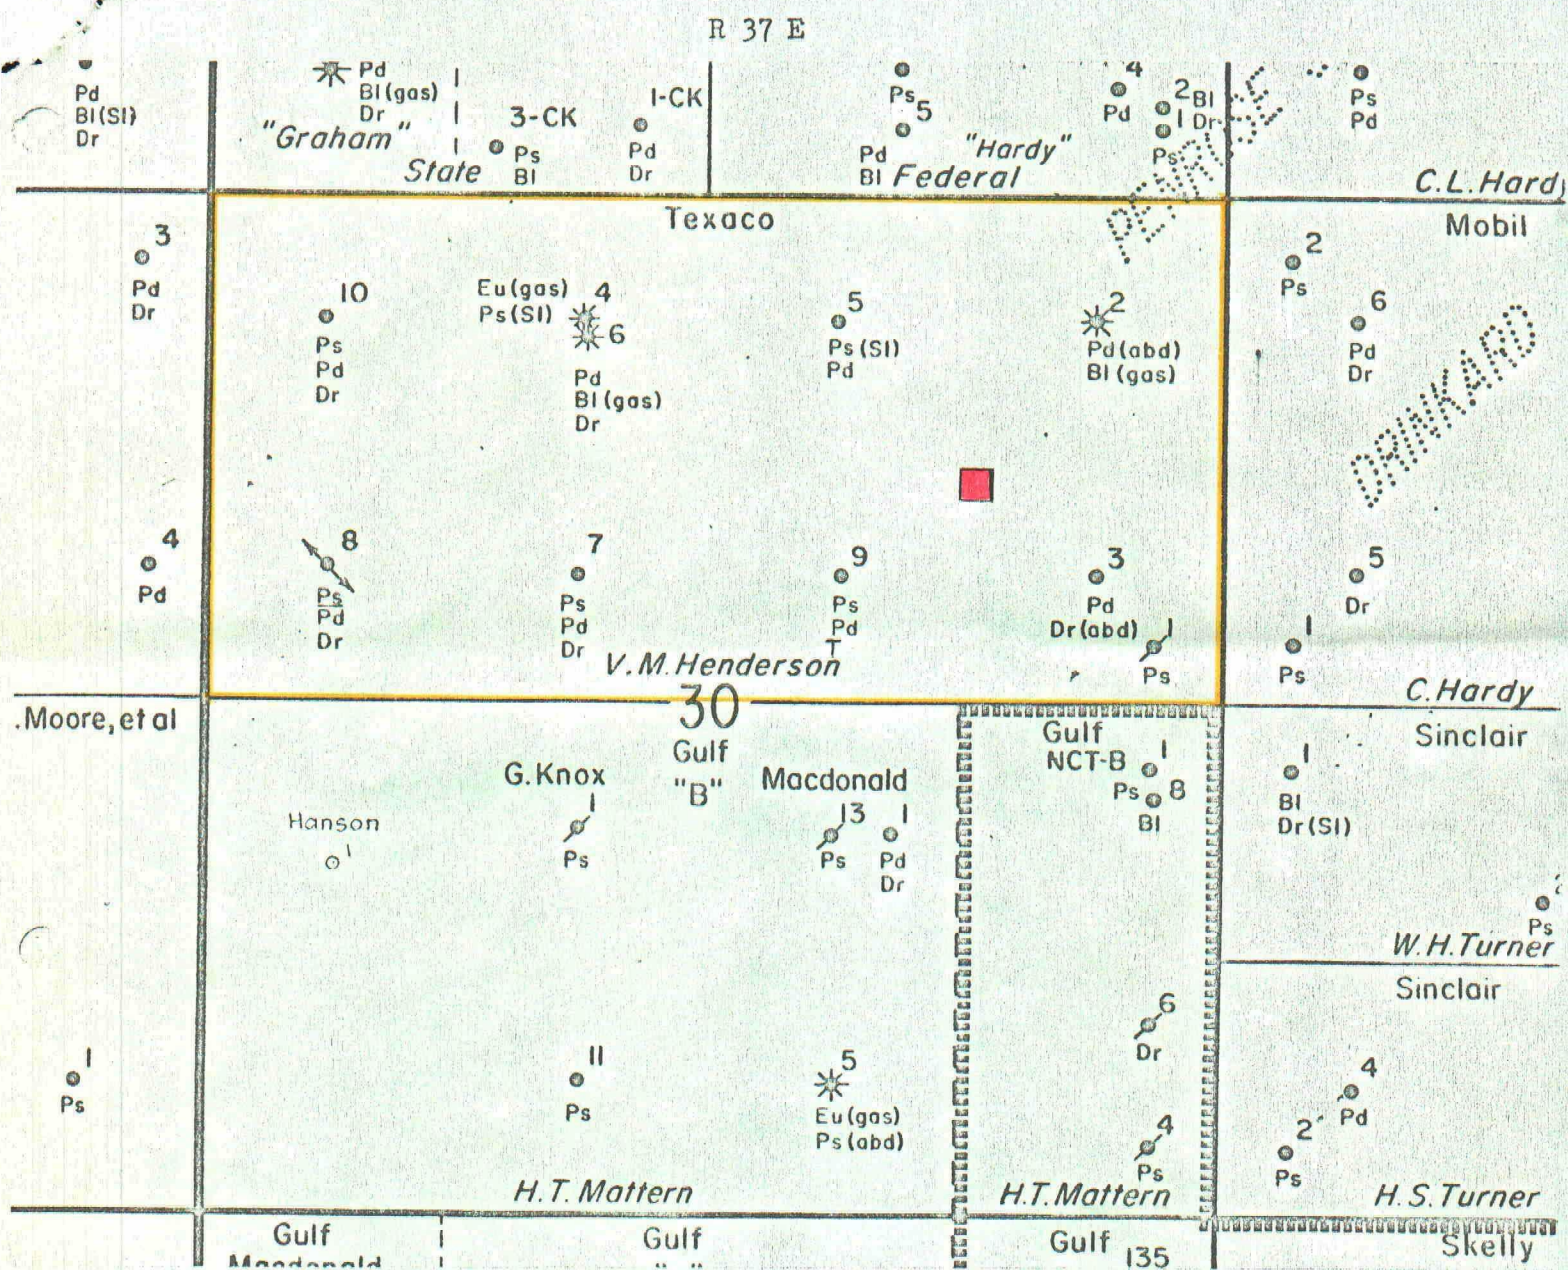 R 37 E
Pd
Bl(SI)
Dr
Pd
Bl(gas)
Dr
"Graham"
State
3-CK
Ps
Bl
1-CK
Pd
Dr
Ps
5
Pd
Bl
"Hardy"
Federal
4
Pd
2 Bl
1 Dr
Ps
Ps
Pd
C.L.Hard
3
Pd
Dr
4
Pd
Texaco
10
Ps
Pd
Dr
Eu(gas)
Ps(SI)
4
6
Pd
Bl(gas)
Dr
5
Ps(SI)
Pd
2
Pd(abd)
Bl(gas)
8
Ps
Pd
Dr
7
Ps
Pd
Dr
9
Ps
Pd
T
3
Pd
Dr(abd)
1
Ps
V.M.Henderson
Mobil
2
Ps
6
Pd
Dr
DRINKARD
5
Dr
1
Ps
C.Hardy
.Moore,et al
30
Gulf
"B"
G.Knox
1
Ps
Macdonald
13
Ps
1
Pd
Dr
Hanson
1
Gulf
NCT-B
1
Ps
8
Bl
Sinclair
1
Bl
Dr(SI)
Ps
W.H.Turner
1
Ps
11
Ps
5
Eu(gas)
Ps(abd)
H.T.Mattern
6
Dr
4
Ps
H.T.Mattern
Sinclair
4
Pd
2
Ps
H.S.Turner
Gulf
Macdonald
Gulf
Gulf
135
Skelly